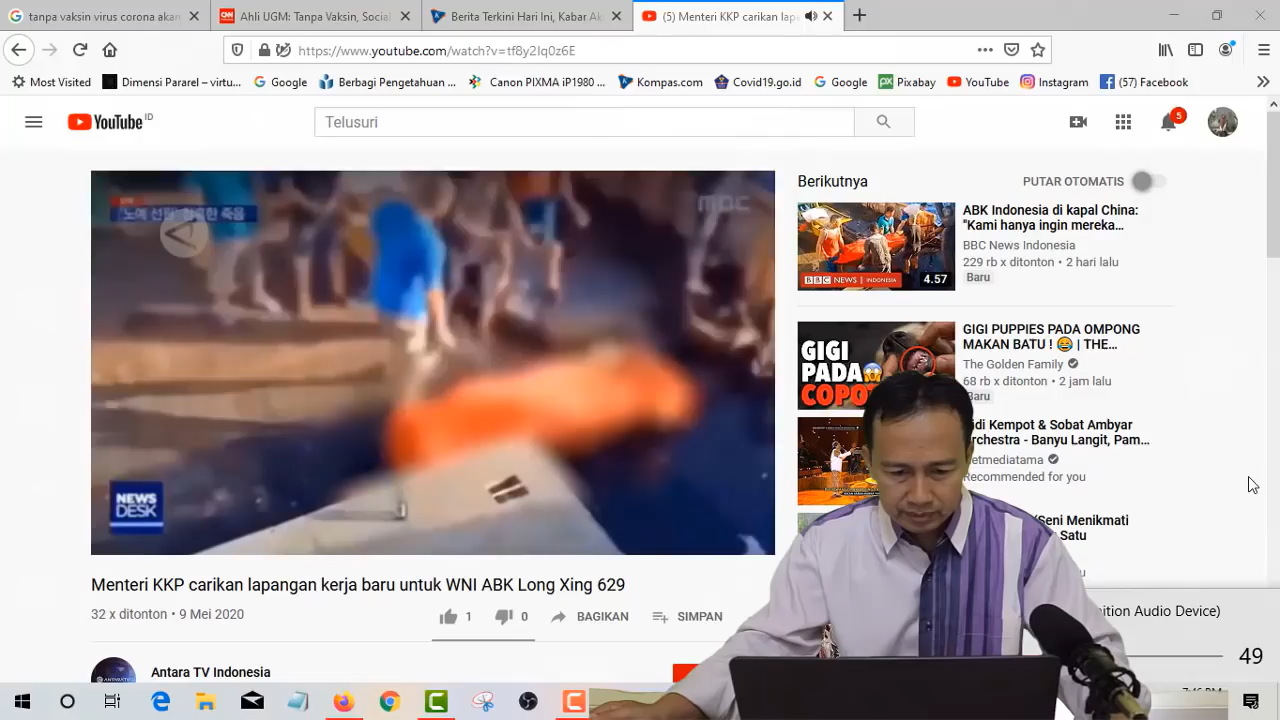 Tanpa vaksin virus corona akan
Ahli UGM: Tanpa Vaksin, Social
Berita Terkini Hari Ini, Kabar Ak
(5) Menteri KKP carikan lapa
https://www.youtube.com/watch?v=tf8y2Iq0z6E
Most Visited
Dimensi Pararel – virtu...
Google
Berbagi Pengetahuan ...
Canon PIXMA iP1980 ...
Kompas.com
Covid19.go.id
Google
Pixabay
YouTube
Instagram
(57) Facebook
YouTube ID
Telusuri
5
MBC
NEWS
DESK
Berikutnya
PUTAR OTOMATIS
ABK Indonesia di kapal China:
"Kami hanya ingin mereka...
BBC News Indonesia
229 rb x ditonton • 2 hari lalu
Baru
BBC NEWS INDONESIA
4.57
GIGI PUPPIES PADA OMPONG
MAKAN BATU ! 😂 | THE...
The Golden Family
68 rb x ditonton • 2 jam lalu
Baru
GIGI
PADA
COPO
idi Kempot & Sobat Ambyar
rchestra - Banyu Langit, Pam...
etmediatama
Recommended for you
/Seni Menikmati
Satu
Menteri KKP carikan lapangan kerja baru untuk WNI ABK Long Xing 629
32 x ditonton • 9 Mei 2020
1
0
BAGIKAN
SIMPAN
Antara TV Indonesia
ition Audio Device)
49